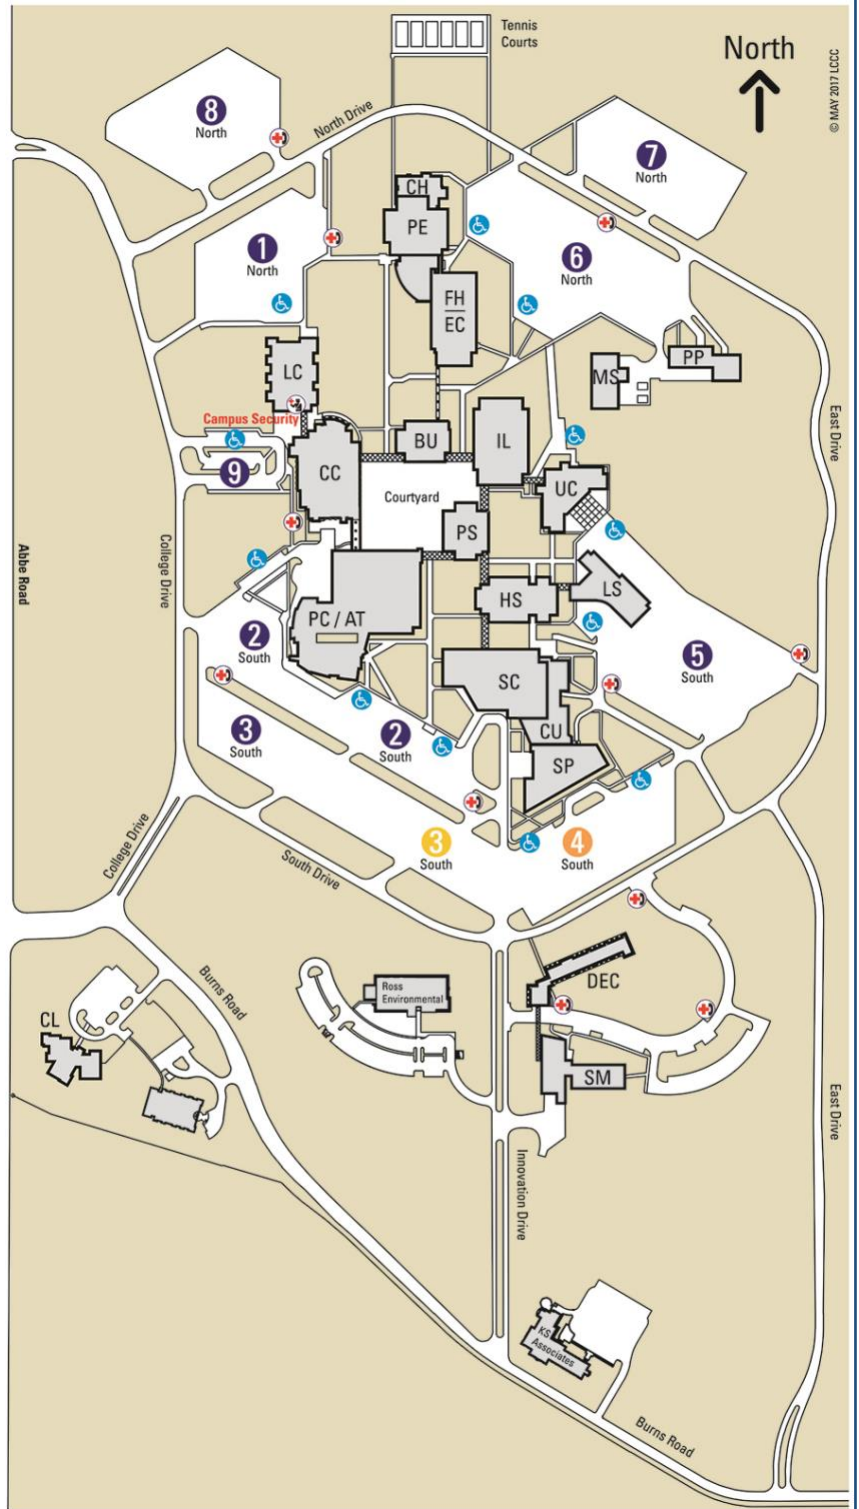 Tennis
Courts
North
© MAY 2017 LCCC
8
North
North Drive
7
North
CH
PE
1
North
6
North
FH
EC
LC
MS
PP
Campus Security
East Drive
9
CC
BU
IL
UC
Courtyard
PS
Abbe Road
College Drive
PC / AT
HS
LS
2
South
5
South
SC
3
South
2
South
CU
SP
3
South
4
South
College Drive
South Drive
Burns Road
Ross
Environmental
DEC
CL
SM
East Drive
Innovation Drive
KS
Associates
Burns Road